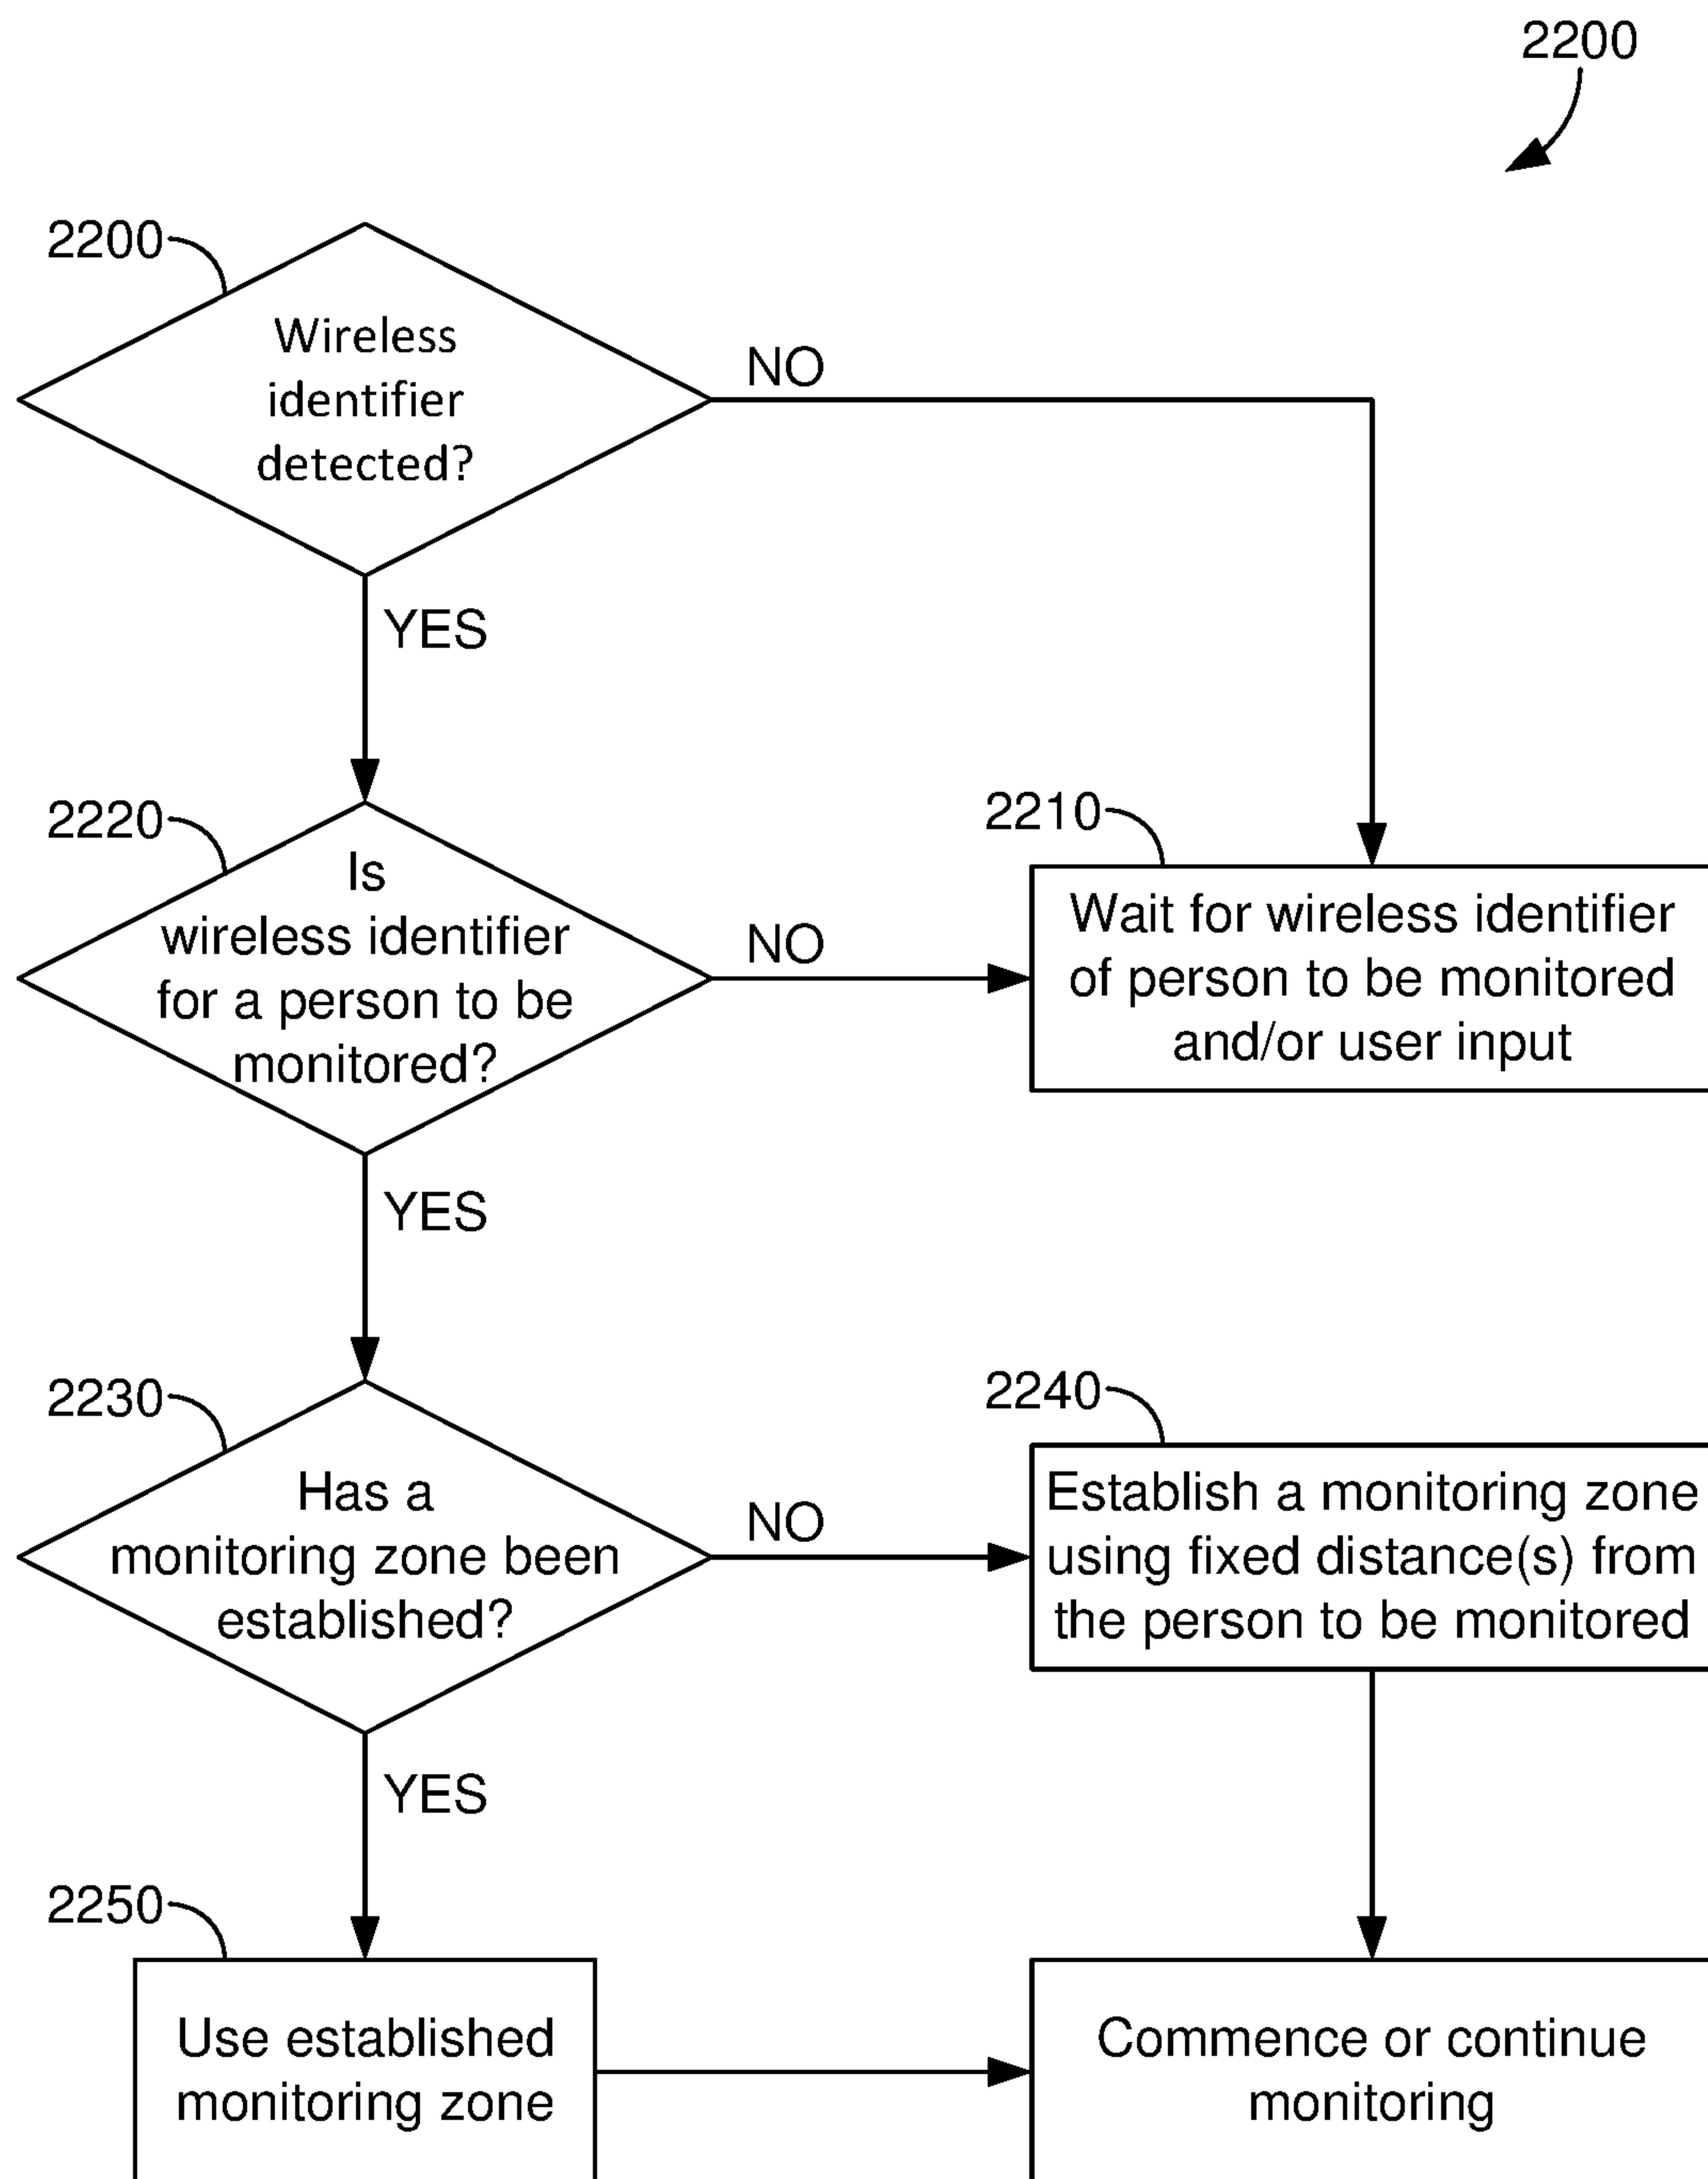 2200
2200
Wireless
identifier
detected?
NO
YES
2220
Is
wireless identifier
for a person to be
monitored?
NO
2210
Wait for wireless identifier
of person to be monitored
and/or user input
YES
2230
Has a
monitoring zone been
established?
NO
2240
Establish a monitoring zone
using fixed distance(s) from
the person to be monitored
YES
2250
Use established
monitoring zone
Commence or continue
monitoring